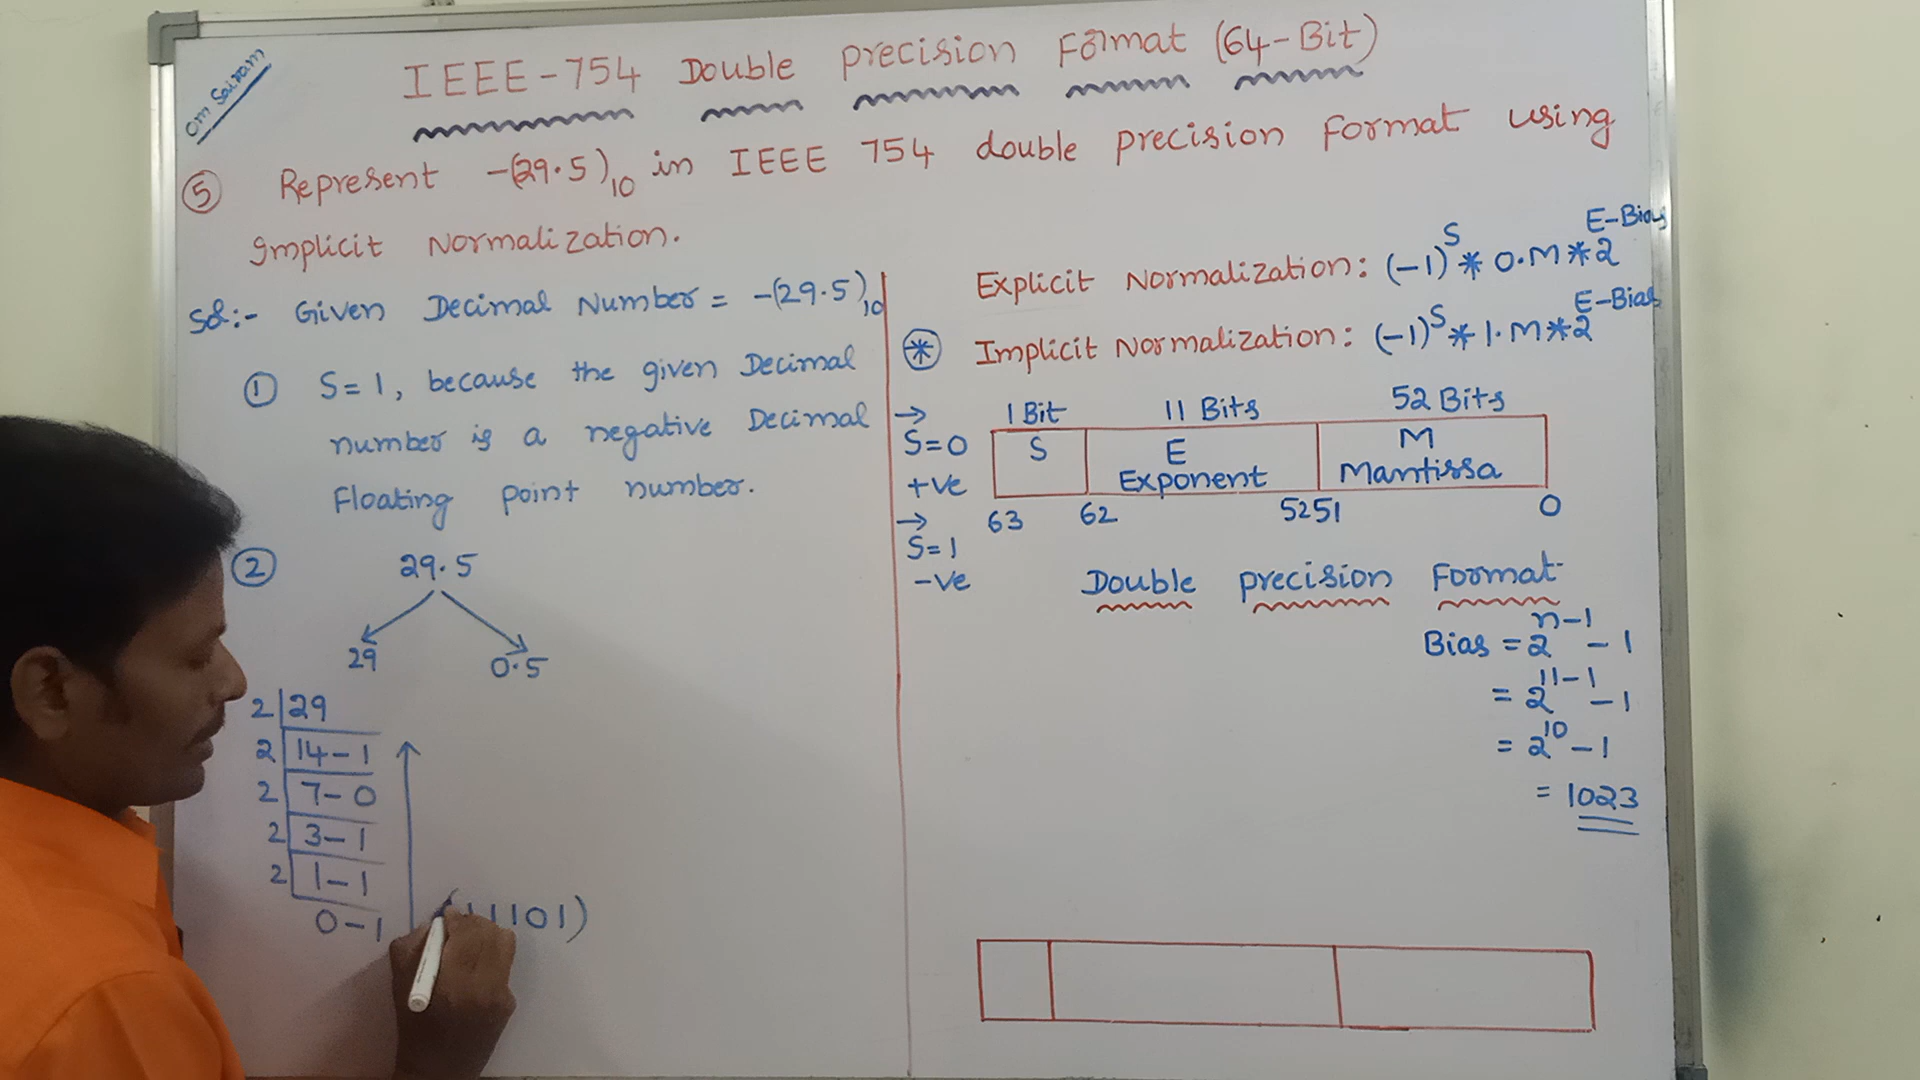 Om Sairam
IEEE-754 Double precision Format (64-Bit)
⑤ Represent -(29.5)₁₀ in IEEE 754 double precision format using
Implicit Normalization.
Sol:- Given Decimal Number = -(29.5)₁₀
① S=1, because the given Decimal
number is a negative Decimal
Floating point number.
② 29.5
29 0.5
2 | 29
2 | 14-1
2 | 7-0
2 | 3-1
2 | 1-1
0-1
(11101)
Explicit Normalization: (-1)^S * 0.M * 2^E-Bias
* Implicit Normalization: (-1)^S * 1.M * 2^E-Bias
→ 1 Bit 11 Bits 52 Bits
S=0 S E M
+ve Exponent Mantissa
→ 63 62 52 51 0
S=1
-ve Double precision Format
Bias = 2^n-1 - 1
= 2^11-1 - 1
= 2^10 - 1
= 1023